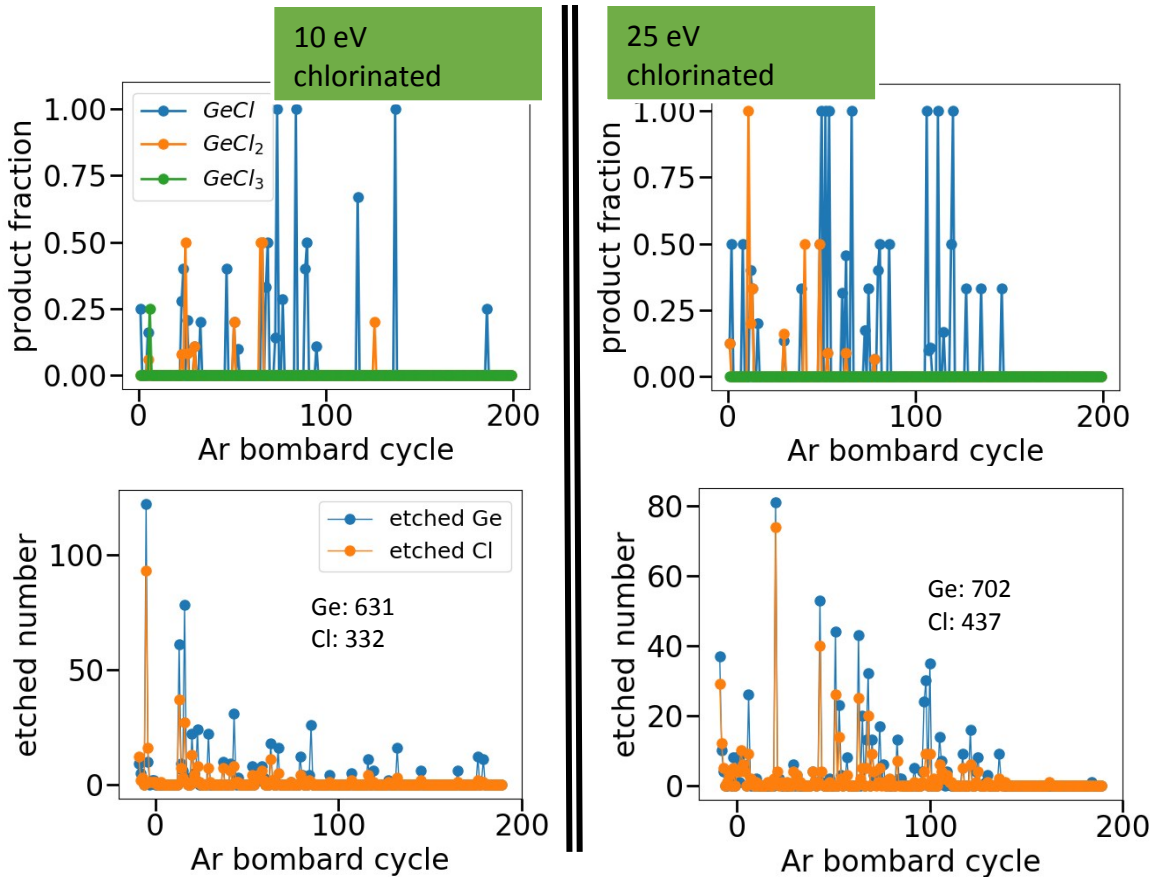 10 eV
chlorinated
25 eV
chlorinated
product fraction
1.00
0.75
0.50
0.25
0.00
GeCl
GeCl₂
GeCl₃
0
100
200
Ar bombard cycle
product fraction
1.00
0.75
0.50
0.25
0.00
0
100
200
Ar bombard cycle
etched number
100
50
0
etched Ge
etched Cl
Ge: 631
Cl: 332
0
100
200
Ar bombard cycle
etched number
80
60
40
20
0
Ge: 702
Cl: 437
0
100
200
Ar bombard cycle